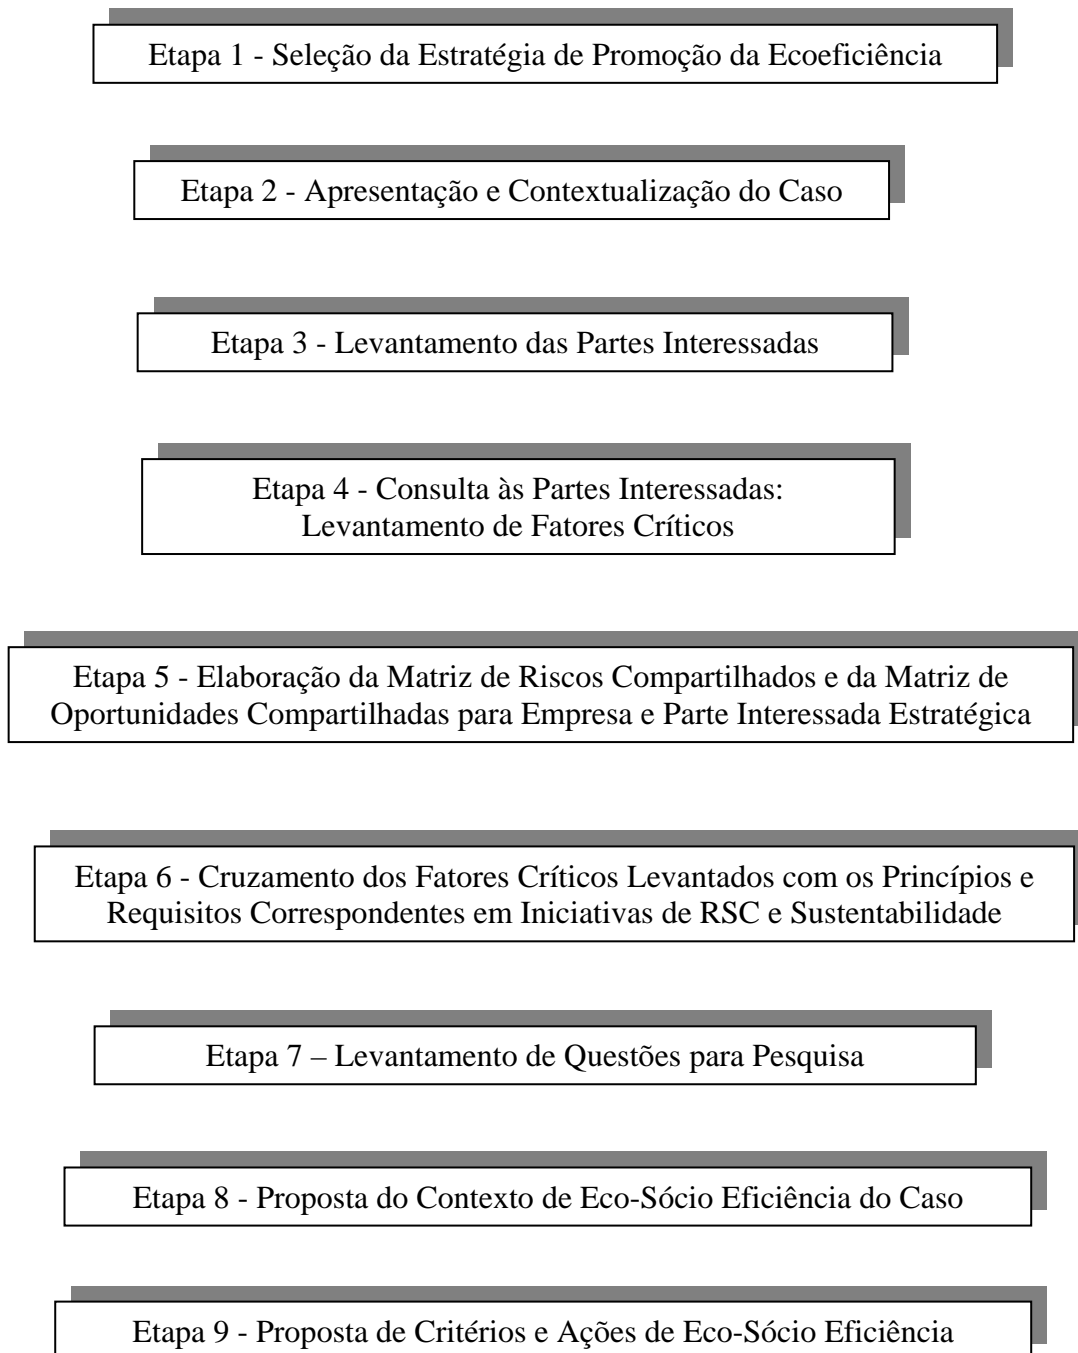 Etapa 1 - Seleção da Estratégia de Promoção da Ecoeficiência
Etapa 2 - Apresentação e Contextualização do Caso
Etapa 3 - Levantamento das Partes Interessadas
Etapa 4 - Consulta às Partes Interessadas:
Levantamento de Fatores Críticos
Etapa 5 - Elaboração da Matriz de Riscos Compartilhados e da Matriz de
Oportunidades Compartilhadas para Empresa e Parte Interessada Estratégica
Etapa 6 - Cruzamento dos Fatores Críticos Levantados com os Princípios e
Requisitos Correspondentes em Iniciativas de RSC e Sustentabilidade
Etapa 7 – Levantamento de Questões para Pesquisa
Etapa 8 - Proposta do Contexto de Eco-Sócio Eficiência do Caso
Etapa 9 - Proposta de Critérios e Ações de Eco-Sócio Eficiência